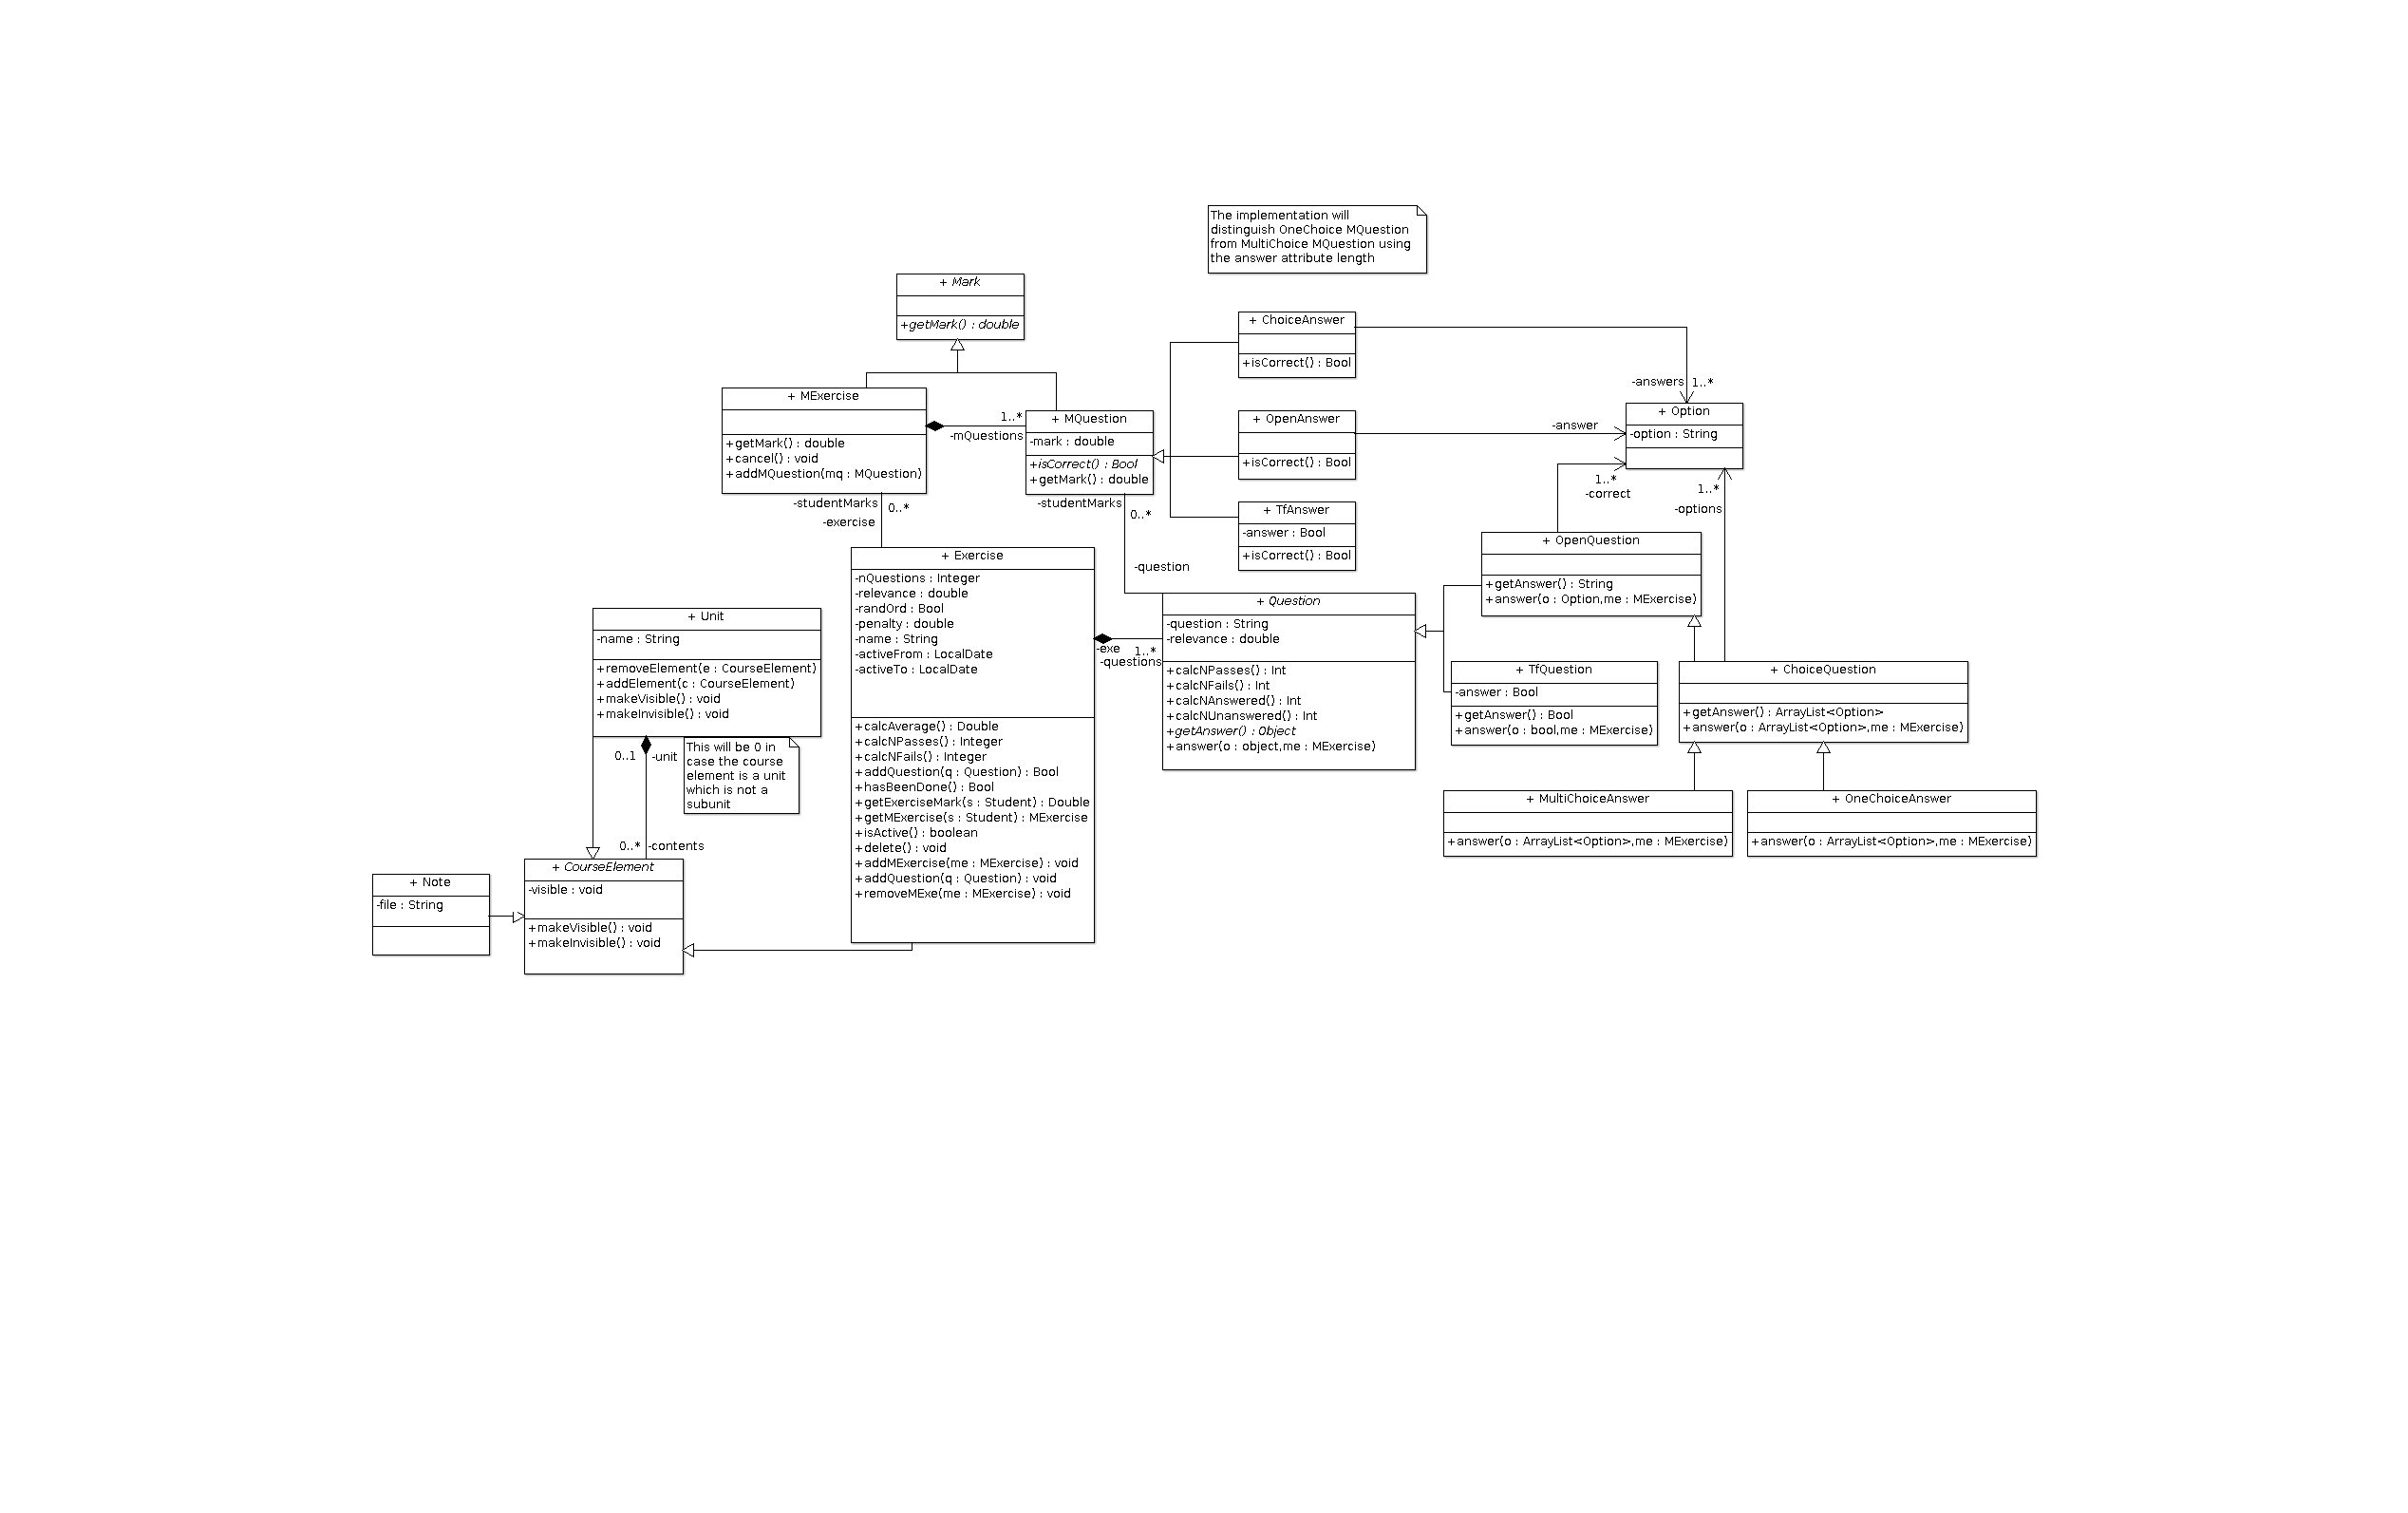 The implementation will
distinguish OneChoice MQuestion
from MultiChoice MQuestion using
the answer attribute length
+ Mark
+getMark() : double
+ MExercise
+getMark() : double
+cancel() : void
+addMQuestion(mq : MQuestion)
1..*
-mQuestions
+ MQuestion
-mark : double
+isCorrect() : Bool
+getMark() : double
+ ChoiceAnswer
+isCorrect() : Bool
+ OpenAnswer
+isCorrect() : Bool
+ TfAnswer
-answer : Bool
+isCorrect() : Bool
-answers 1..*
-answer
+ Option
-option : String
1..*
-correct
1..*
-options
-studentMarks 0..*
-exercise
-studentMarks
0..*
-question
+ Exercise
-nQuestions : Integer
-relevance : double
-randOrd : Bool
-penalty : double
-name : String
-activeFrom : LocalDate
-activeTo : LocalDate
+calcAverage() : Double
+calcNPasses() : Integer
+calcNFails() : Integer
+addQuestion(q : Question) : Bool
+hasBeenDone() : Bool
+getExerciseMark(s : Student) : Double
+getMExercise(s : Student) : MExercise
+isActive() : boolean
+delete() : void
+addMExercise(me : MExercise) : void
+addQuestion(q : Question) : void
+removeMExe(me : MExercise) : void
-exe 1..*
-questions
+ Question
-question : String
-relevance : double
+calcNPasses() : Int
+calcNFails() : Int
+calcNAnswered() : Int
+calcNUnanswered() : Int
+getAnswer() : Object
+answer(o : object,me : MExercise)
+ OpenQuestion
+getAnswer() : String
+answer(o : Option,me : MExercise)
+ TfQuestion
-answer : Bool
+getAnswer() : Bool
+answer(o : bool,me : MExercise)
+ ChoiceQuestion
+getAnswer() : ArrayList<Option>
+answer(o : ArrayList<Option>,me : MExercise)
+ MultiChoiceAnswer
+answer(o : ArrayList<Option>,me : MExercise)
+ OneChoiceAnswer
+answer(o : ArrayList<Option>,me : MExercise)
+ Unit
-name : String
+removeElement(e : CourseElement)
+addElement(c : CourseElement)
+makeVisible() : void
+makeInvisible() : void
0..1 -unit
This will be 0 in
case the course
element is a unit
which is not a
subunit
0..* -contents
+ CourseElement
-visible : void
+makeVisible() : void
+makeInvisible() : void
+ Note
-file : String